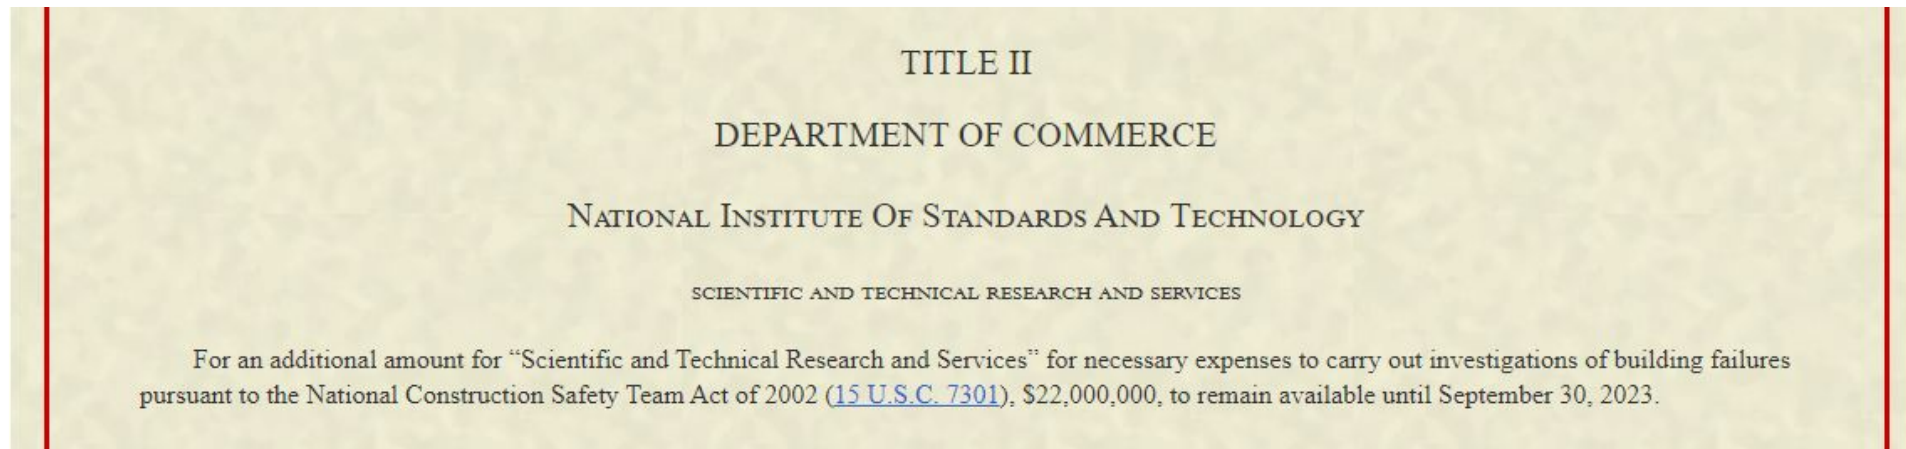 TITLE II
DEPARTMENT OF COMMERCE
NATIONAL INSTITUTE OF STANDARDS AND TECHNOLOGY
SCIENTIFIC AND TECHNICAL RESEARCH AND SERVICES
For an additional amount for “Scientific and Technical Research and Services” for necessary expenses to carry out investigations of building failures
pursuant to the National Construction Safety Team Act of 2002 (15 U.S.C. 7301), $22,000,000, to remain available until September 30, 2023.